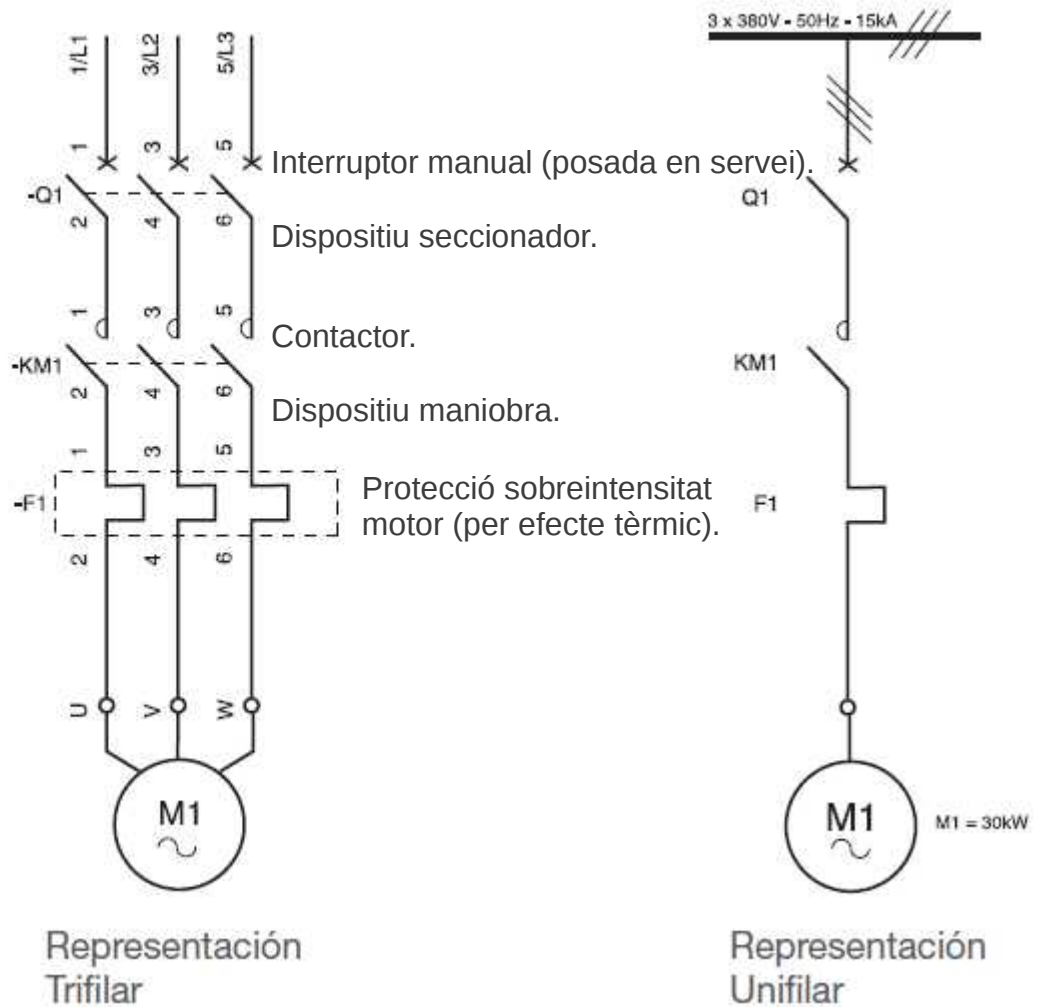 3 x 380V - 50Hz - 15kA
1/L1 3/L2 5/L3
1 3 5
Interruptor manual (posada en servei).
-Q1
Q1
2 4 6
Dispositiu seccionador.
1 3 5
Contactor.
-KM1
KM1
2 4 6
Dispositiu maniobra.
1 3 5
Protecció sobreintensitat
motor (per efecte tèrmic).
-F1
F1
2 4 6
U V W
M1
M1
M1 = 30kW
Representación
Trifilar
Representación
Unifilar